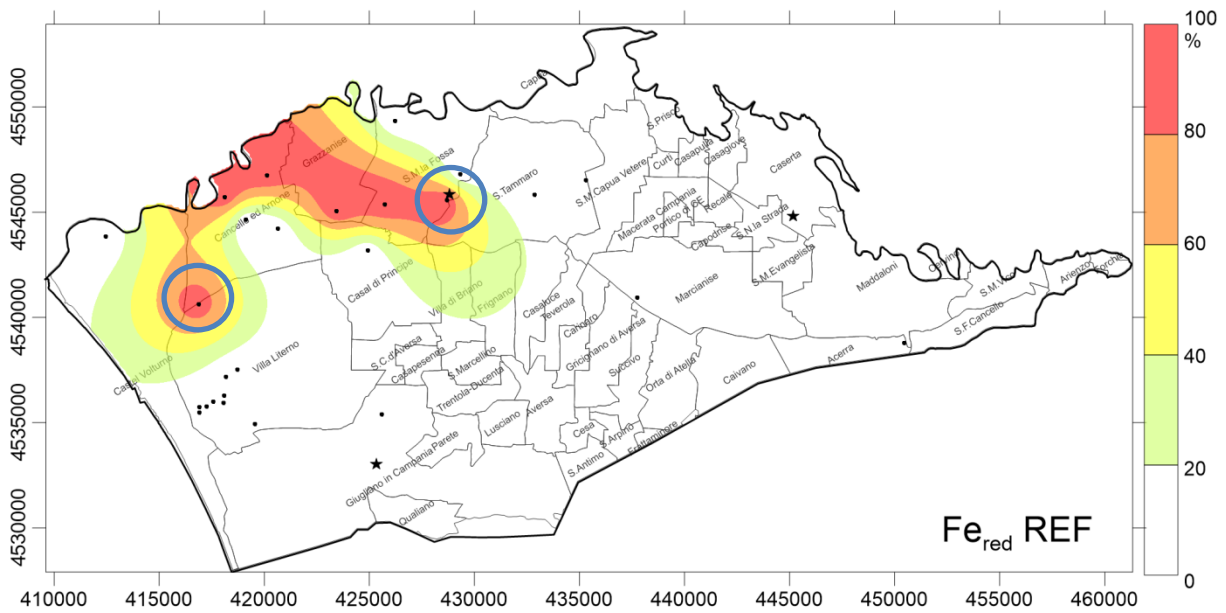 100
%
80
60
40
20
0
4550000
4545000
4540000
4535000
4530000
410000
415000
420000
425000
430000
435000
440000
445000
450000
455000
460000
Capua
Grazzanise
S.M.la Fossa
S.Tammaro
S.Prisco
Curti
Casapulla
Casagiove
Caserta
S.M.Capua Vetere
Macerata Campania
Portico di CE
Recale
Capodrise
S.N.la Strada
S.M.Evangelista
Cancello ed Arnone
Casal di Principe
Villa di Briano
Frignano
Casaluce
Teverola
Marcianise
Maddaloni
Cervino
S.M.Vico
Arienzo
Forchia
S.F.Cancello
Castel Volturno
Villa Literno
S.C.d'Aversa
Casapesenna
S.Marcellino
Trentola-Ducenta
Carinaro
Gricignano di Aversa
Succivo
Orta di Atella
Caivano
Acerra
Lusciano
Aversa
Cesa
S.Arpino
Frattaminore
S.Antimo
Parete
Giugliano in Campania
Qualiano
Fe_red REF